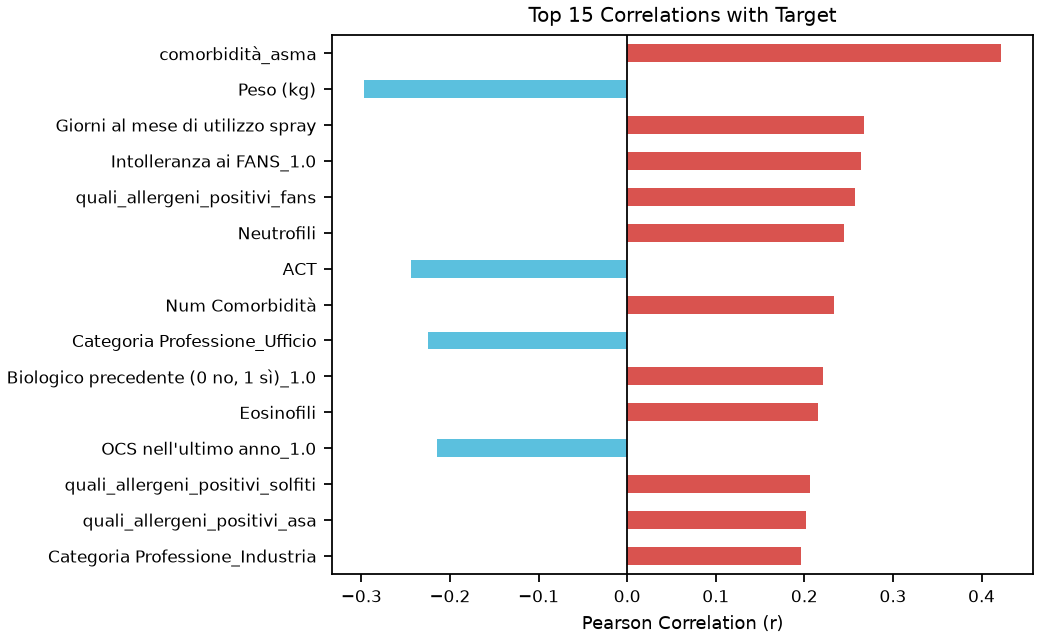 Top 15 Correlations with Target
comorbidità_asma
Peso (kg)
Giorni al mese di utilizzo spray
Intolleranza ai FANS_1.0
quali_allergeni_positivi_fans
Neutrofili
ACT
Num Comorbidità
Categoria Professione_Ufficio
Biologico precedente (0 no, 1 sì)_1.0
Eosinofili
OCS nell'ultimo anno_1.0
quali_allergeni_positivi_solfiti
quali_allergeni_positivi_asa
Categoria Professione_Industria
−0.3 −0.2 −0.1 0.0 0.1 0.2 0.3 0.4
Pearson Correlation (r)